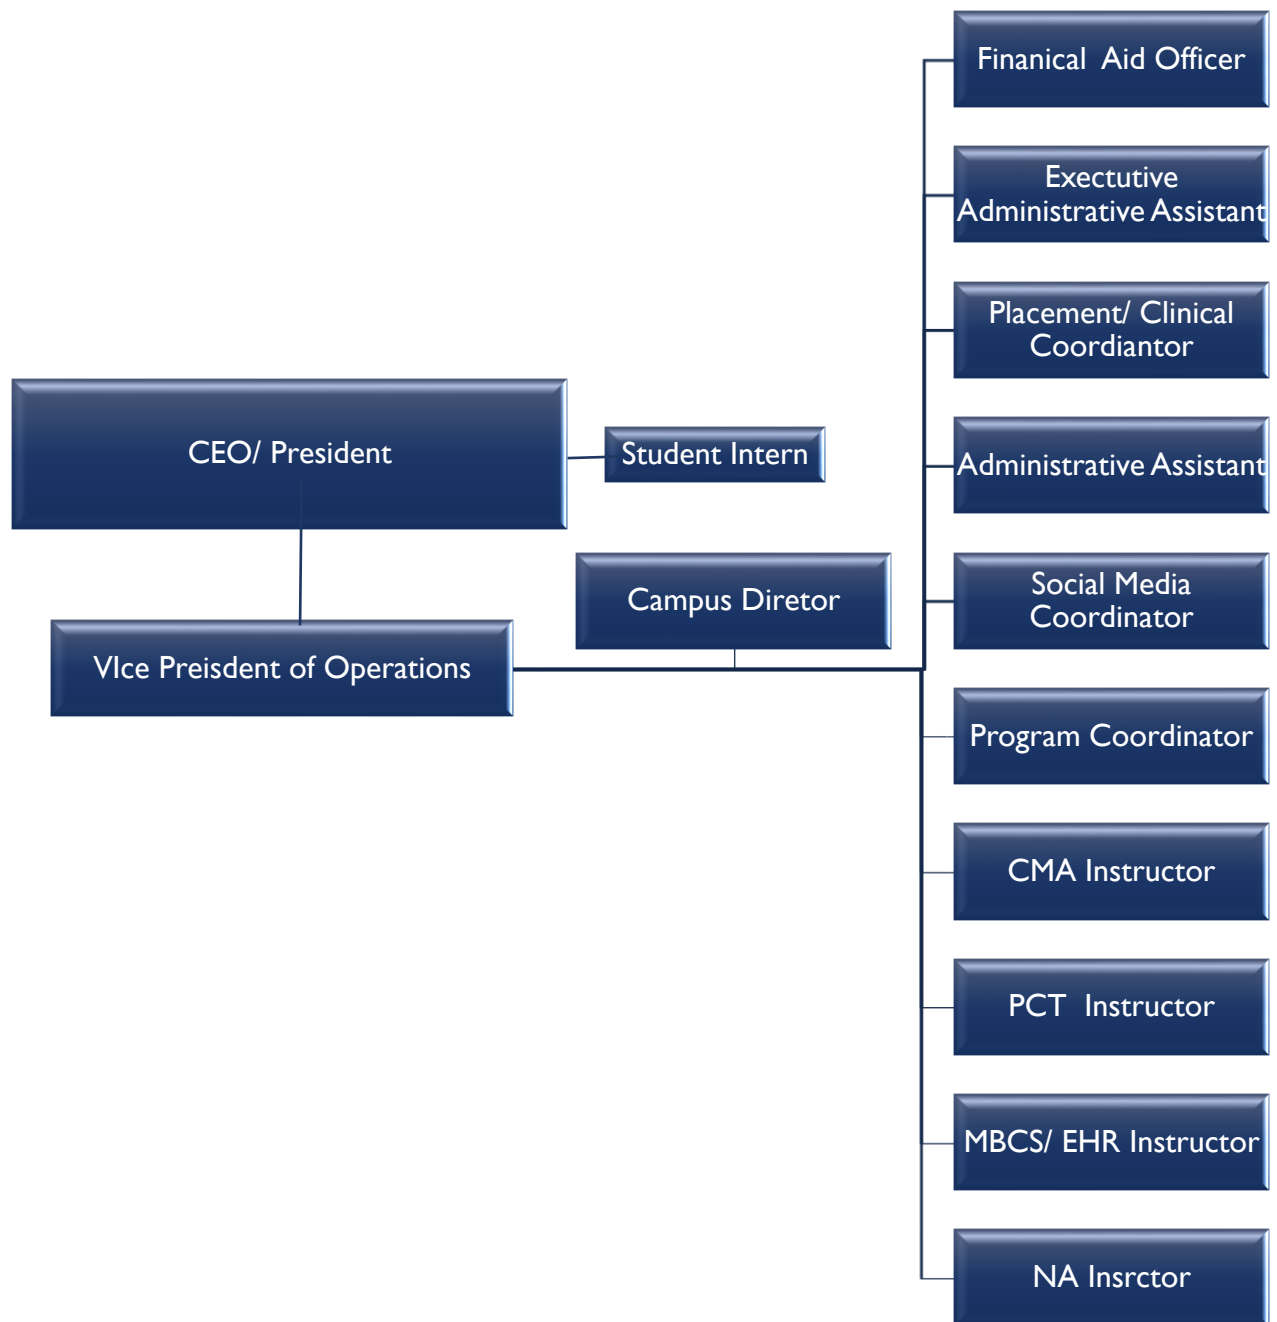 Finanical Aid Officer
Exectutive
Administrative Assistant
Placement/ Clinical
Coordiantor
CEO/ President
Student Intern
Administrative Assistant
Campus Diretor
Social Media
Coordinator
VIce Preisdent of Operations
Program Coordinator
CMA Instructor
PCT Instructor
MBCS/ EHR Instructor
NA Insrctor